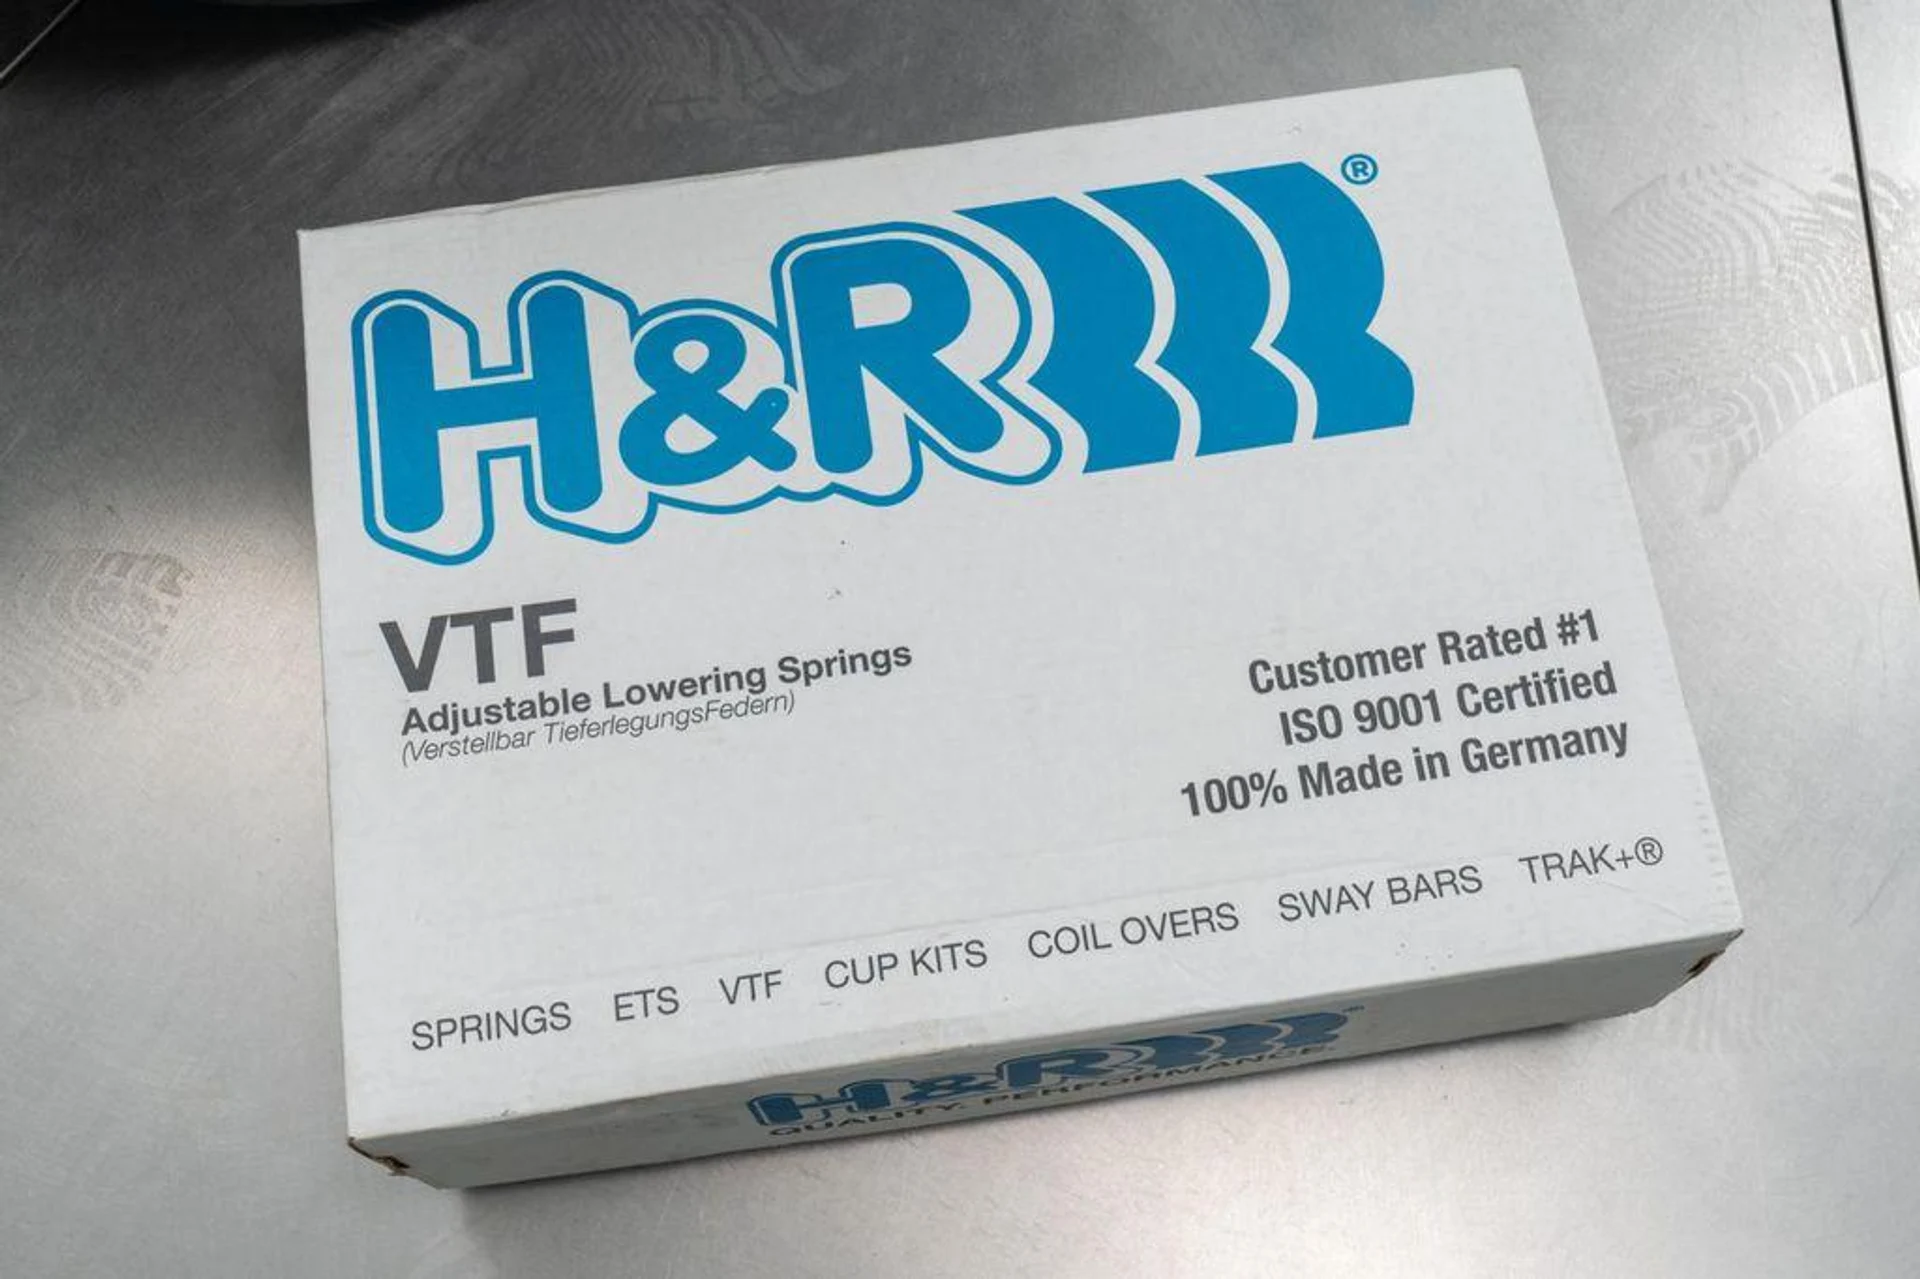 H&R®
VTF
Adjustable Lowering Springs
(Verstellbar TieferlegungsFedern)
Customer Rated #1
ISO 9001 Certified
100% Made in Germany
SPRINGS ETS VTF CUP KITS COIL OVERS SWAY BARS TRAK+®
H&R
QUALITY. PERFORMANCE.